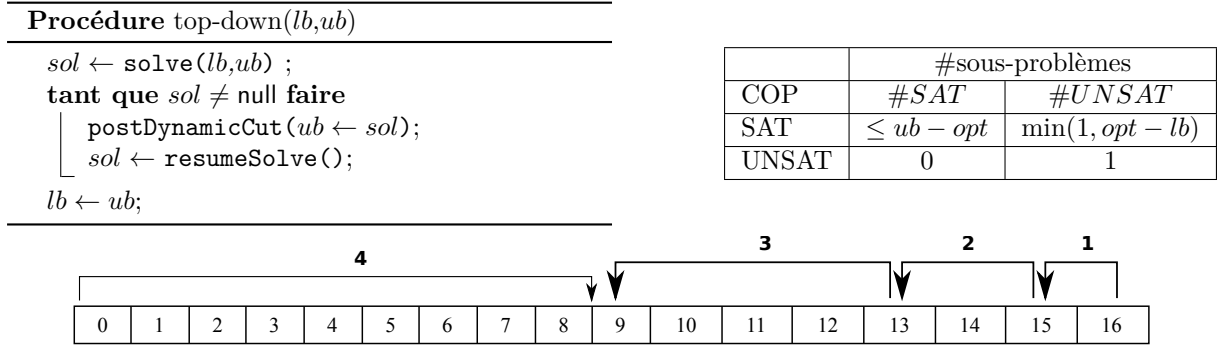 Procédure top-down(lb,ub)
sol ← solve(lb,ub) ;
tant que sol ≠ null faire
postDynamicCut(ub ← sol);
sol ← resumeSolve();
lb ← ub;
#sous-problèmes
COP #SAT #UNSAT
SAT ≤ ub − opt min(1, opt − lb)
UNSAT 0 1
4 3 2 1
0 1 2 3 4 5 6 7 8 9 10 11 12 13 14 15 16